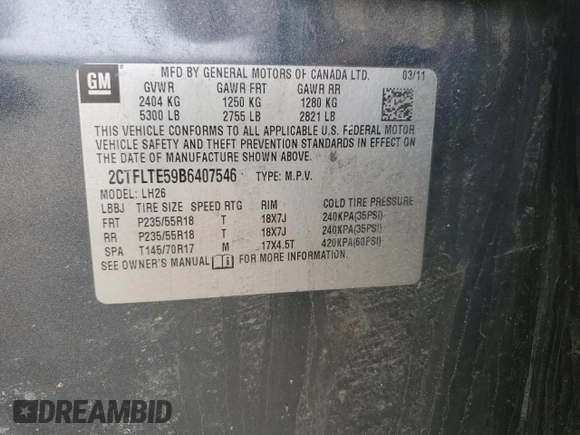 GM
MFD BY GENERAL MOTORS OF CANADA LTD. 03/11
GVWR GAWR FRT GAWR RR
2404 KG 1250 KG 1280 KG
5300 LB 2755 LB 2821 LB
THIS VEHICLE CONFORMS TO ALL APPLICABLE U.S. FEDERAL MOTOR
VEHICLE SAFETY AND THEFT PREVENTION STANDARDS IN EFFECT ON
THE DATE OF MANUFACTURE SHOWN ABOVE.
2CTFLTE59B6407546 TYPE: M.P.V.
MODEL: LH26
LBBJ TIRE SIZE SPEED RTG RIM COLD TIRE PRESSURE
FRT P235/55R18 T 18X7J 240KPA(35PSI)
RR P235/55R18 T 18X7J 240KPA(35PSI)
SPA T145/70R17 M 17X4.5T 420KPA(60PSI)
SEE OWNER'S MANUAL FOR MORE INFORMATION.
DREAMBID